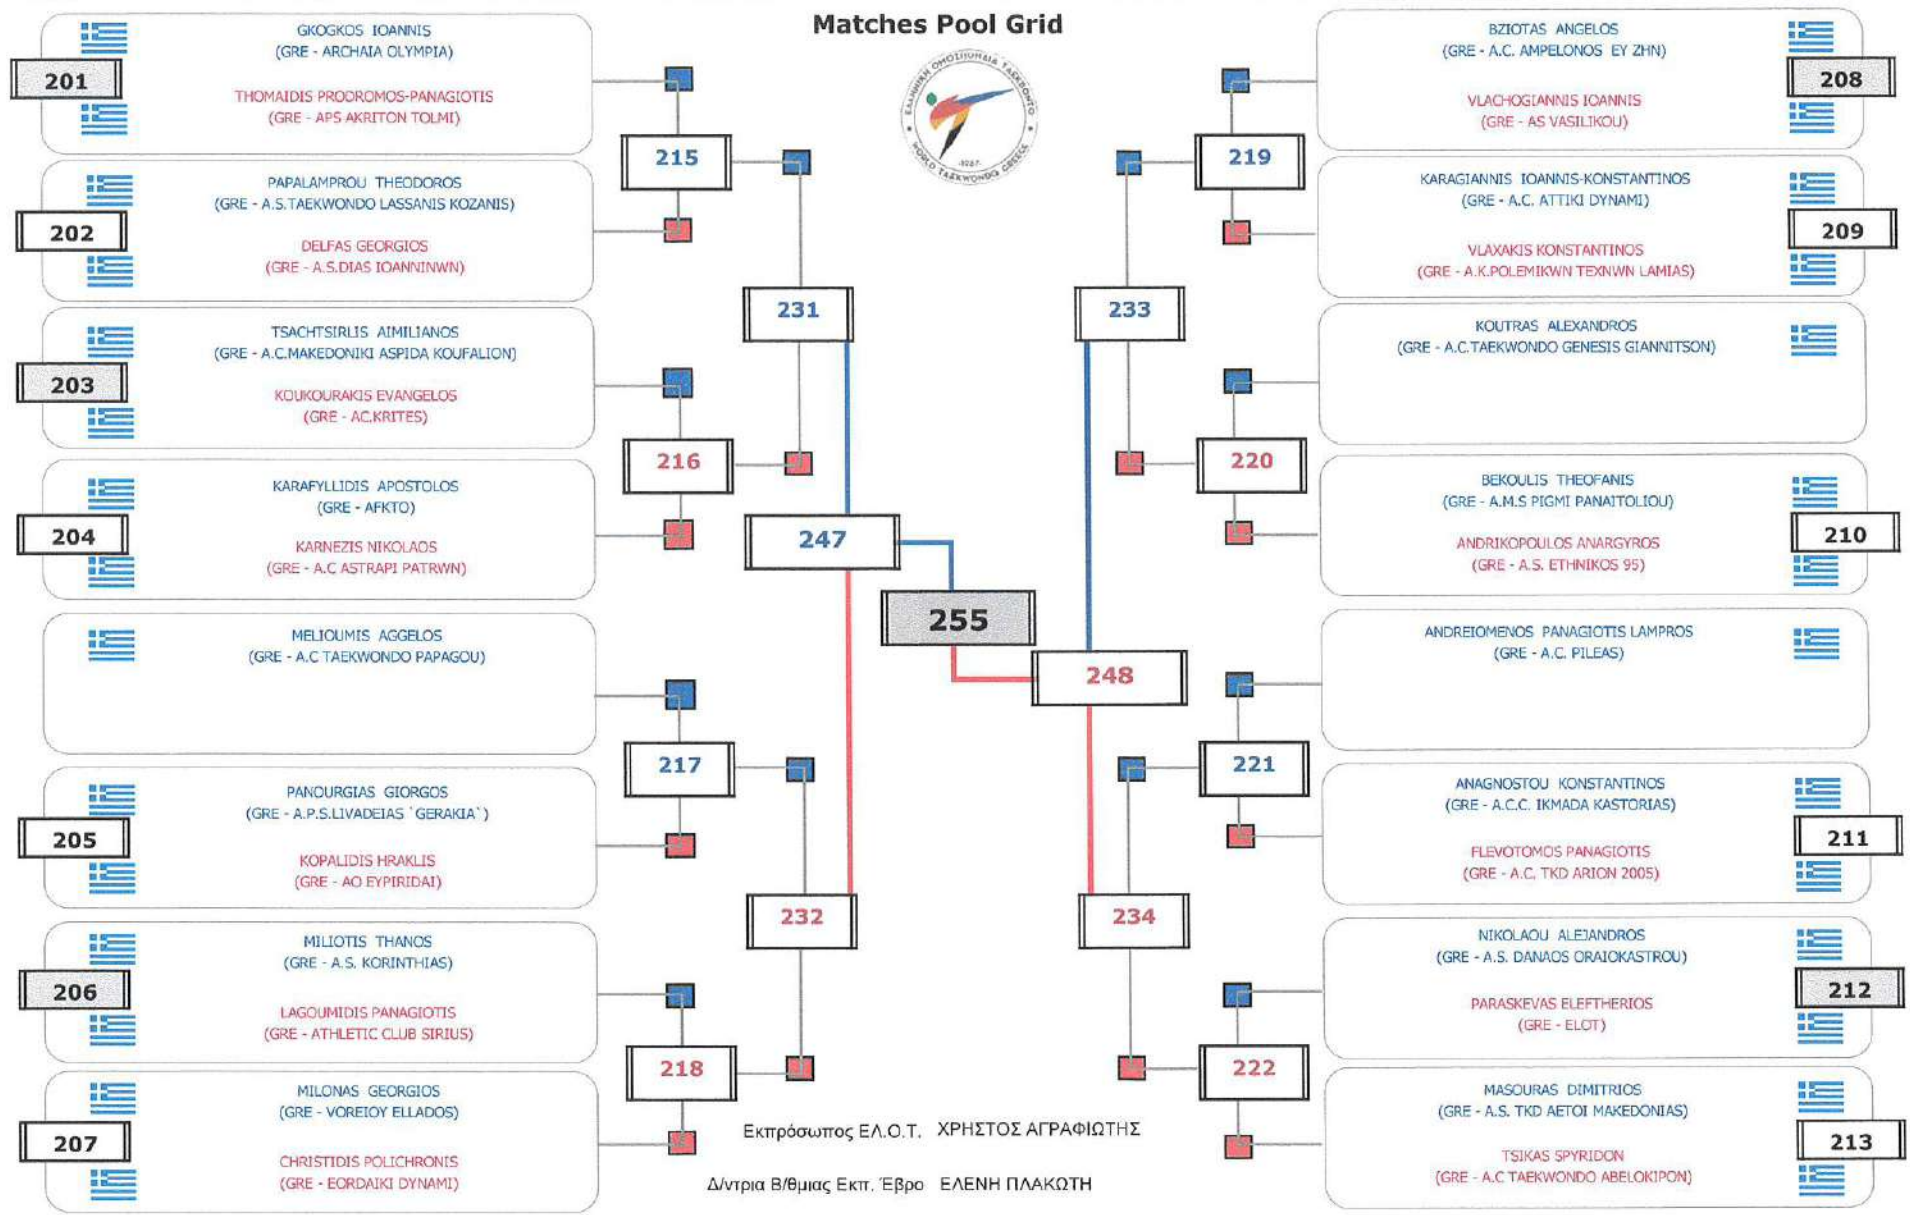 Matches Pool Grid
ΕΛΛΗΝΙΚΗ ΟΜΟΣΠΟΝΔΙΑ ΤΑΕΚΒΟΝΤΟ
WORLD TAEKWONDO GREECE
201
GKOGKOS IOANNIS
(GRE - ARCHAIA OLYMPIA)
THOMAIDIS PRODROMOS-PANAGIOTIS
(GRE - APS AKRITON TOLMI)
202
PAPALAMPROU THEODOROS
(GRE - A.S.TAEKWONDO LASSANIS KOZANIS)
DELFAS GEORGIOS
(GRE - A.S.DIAS IOANNINWN)
203
TSACHTSIRLIS AIMILIANOS
(GRE - A.C.MAKEDONIKI ASPIDA KOUFALION)
KOUKOURAKIS EVANGELOS
(GRE - AC.KRITES)
204
KARAFYLLIDIS APOSTOLOS
(GRE - AFKTO)
KARNEZIS NIKOLAOS
(GRE - A.C ASTRAPI PATRWN)
MELIOUMIS AGGELOS
(GRE - A.C TAEKWONDO PAPAGOU)
205
PANOURGIAS GIORGOS
(GRE - A.P.S.LIVADEIAS `GERAKIA`)
KOPALIDIS HRAKLIS
(GRE - AO EYPIRIDAI)
206
MILIOTIS THANOS
(GRE - A.S. KORINTHIAS)
LAGOUMIDIS PANAGIOTIS
(GRE - ATHLETIC CLUB SIRIUS)
207
MILONAS GEORGIOS
(GRE - VOREIOY ELLADOS)
CHRISTIDIS POLICHRONIS
(GRE - EORDAIKI DYNAMI)
215
216
217
218
231
232
247
255
248
233
234
219
220
221
222
BZIOTAS ANGELOS
(GRE - A.C. AMPELONOS EY ZHN)
208
VLACHOGIANNIS IOANNIS
(GRE - AS VASILIKOU)
KARAGIANNIS IOANNIS-KONSTANTINOS
(GRE - A.C. ATTIKI DYNAMI)
209
VLAXAKIS KONSTANTINOS
(GRE - A.K.POLEMIKWN TEXNWN LAMIAS)
KOUTRAS ALEXANDROS
(GRE - A.C.TAEKWONDO GENESIS GIANNITSON)
BEKOULIS THEOFANIS
(GRE - A.M.S PIGMI PANAITOLIOU)
210
ANDRIKOPOULOS ANARGYROS
(GRE - A.S. ETHNIKOS 95)
ANDREIOMENOS PANAGIOTIS LAMPROS
(GRE - A.C. PILEAS)
ANAGNOSTOU KONSTANTINOS
(GRE - A.C.C. IKMADA KASTORIAS)
211
FLEVOTOMOS PANAGIOTIS
(GRE - A.C. TKD ARION 2005)
NIKOLAOU ALEJANDROS
(GRE - A.S. DANAOS ORAIOKASTROU)
212
PARASKEVAS ELEFTHERIOS
(GRE - ELOT)
MASOURAS DIMITRIOS
(GRE - A.S. TKD AETOI MAKEDONIAS)
213
TSIKAS SPYRIDON
(GRE - A.C TAEKWONDO ABELOKIPON)
Εκπρόσωπος ΕΛ.Ο.Τ. ΧΡΗΣΤΟΣ ΑΓΡΑΦΙΩΤΗΣ
Δ/ντρια Β/θμιας Εκπ. Έβρο ΕΛΕΝΗ ΠΛΑΚΩΤΗ